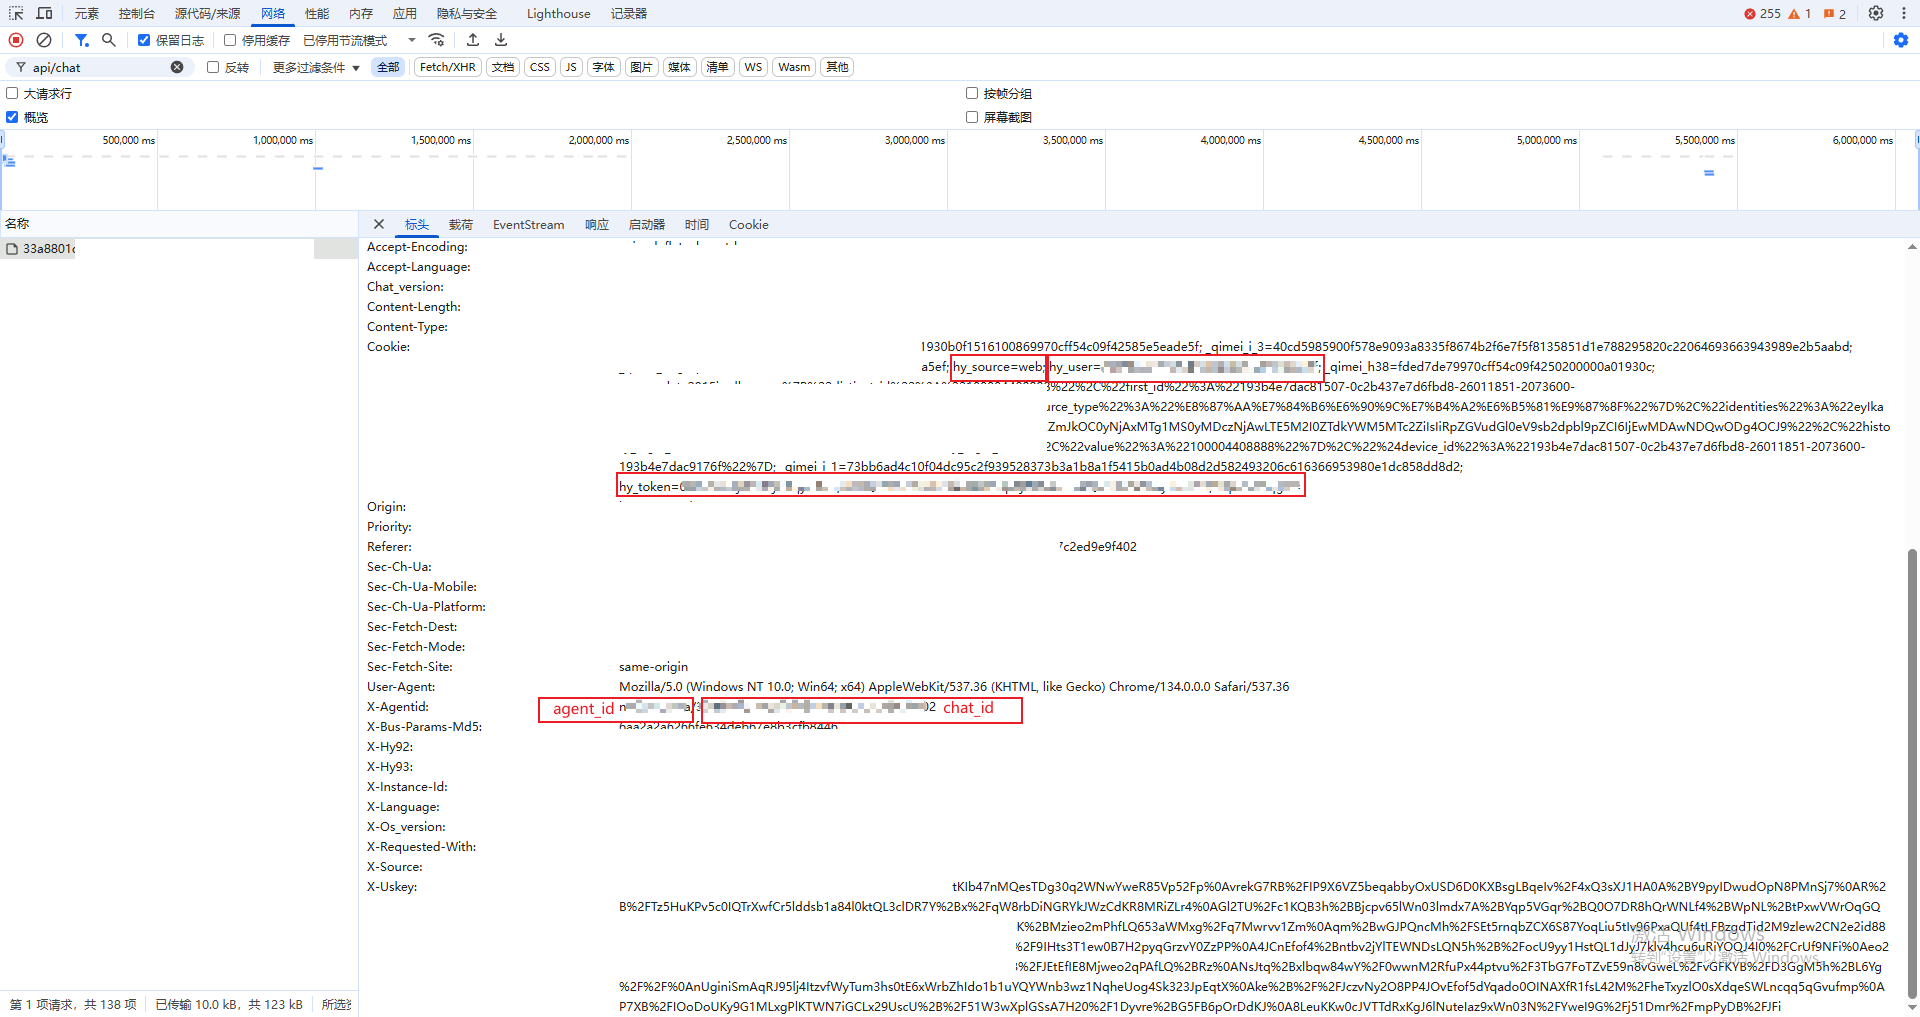 元素 控制台 源代码/来源 网络 性能 内存 应用 隐私与安全 Lighthouse 记录器 255 1 2
保留日志 停用缓存 已停用节流模式
api/chat 反转 更多过滤条件 全部 Fetch/XHR 文档 CSS JS 字体 图片 媒体 清单 WS Wasm 其他
大请求行 按帧分组
概览 屏幕截图
500,000 ms 1,000,000 ms 1,500,000 ms 2,000,000 ms 2,500,000 ms 3,000,000 ms 3,500,000 ms 4,000,000 ms 4,500,000 ms 5,000,000 ms 5,500,000 ms 6,000,000 ms
名称 标头 载荷 EventStream 响应 启动器 时间 Cookie
33a8801
Accept-Encoding:
Accept-Language:
Chat_version:
Content-Length:
Content-Type:
Cookie: 1930b0f1516100869970cff54c09f42585e5eade5f; _qimei_i_3=40cd5985900f578e9093a8335f8674b2f6e7f5f8135851d1e788295820c22064693663943989e2b5aabd;
a5ef; hy_source=web; hy_user= ; _qimei_h38=fded7de79970cff54c09f4250200000a01930c;
%22%2C%22first_id%22%3A%22193b4e7dac81507-0c2b437e7d6fbd8-26011851-2073600-
rce_type%22%3A%22%E8%87%AA%E7%84%B6%E6%90%9C%E7%B4%A2%E6%B5%81%E9%87%8F%22%7D%2C%22identities%22%3A%22eyIka
ZmJkOC0yNjAxMTg1MS0yMDczNjAwLTE5M2I0ZTdkYWM5MTc2ZiIsIiRpZGVudGl0eV9sb2dpbl9pZCI6IjEwMDAwNDQwODg4OCJ9%22%2C%22histo
2C%22value%22%3A%22100004408888%22%7D%2C%22%24device_id%22%3A%22193b4e7dac81507-0c2b437e7d6fbd8-26011851-2073600-
193b4e7dac9176f%22%7D; _qimei_i_1=73bb6ad4c10f04dc95c2f939528373b3a1b8a1f5415b0ad4b08d2d582493206c616366953980e1dc858dd8d2;
hy_token=
Origin:
Priority:
Referer: 7c2ed9e9f402
Sec-Ch-Ua:
Sec-Ch-Ua-Mobile:
Sec-Ch-Ua-Platform:
Sec-Fetch-Dest:
Sec-Fetch-Mode:
Sec-Fetch-Site: same-origin
User-Agent: Mozilla/5.0 (Windows NT 10.0; Win64; x64) AppleWebKit/537.36 (KHTML, like Gecko) Chrome/134.0.0.0 Safari/537.36
X-Agentid: agent_id n a/3 02 chat_id
X-Bus-Params-Md5:
X-Hy92:
X-Hy93:
X-Instance-Id:
X-Language:
X-Os_version:
X-Requested-With:
X-Source:
X-Uskey: tKIb47nMQesTDg30q2WNwYweR85Vp52Fp%0AvrekG7RB%2FIP9X6VZ5beqabbyOxUSD6D0KXBsgLBqeIv%2F4xQ3sXJ1HA0A%2BY9pyIDwudOpN8PMnSj7%0AR%2
B%2FTz5HuKPv5c0IQTrXwfCr5lddsb1a84l0ktQL3clDR7Y%2Bx%2FqW8rbDiNGRYkJWzCdKR8MRiZLr4%0AGl2TU%2Fc1KQB3h%2BBjcpv65lWn03lmdx7A%2BYqp5VGqr%2BQ0O7DR8hQrWNLf4%2BWpNL%2BtPxwVWrOqGQ
K%2BMzieo2mPhfLQ653aWMxg%2Fq7Mwrvv1Zm%0Aqm%2BwGJPQncMh%2FSEt5rnqbZCX6S87YoqLiu5tIv96PxaQUf4tLFBzgdTjd2M9zlew2CN2e2id88
%2F9IHts3T1ew0B7H2pyqGrzvY0ZzPP%0A4JCnEfof4%2Bntbv2jYlTEWNDsLQN5h%2B%2FocU9yy1HstQL1dJyJ7klv4hcu6uRiYOQJ4l0%2FCrUf9NFi%0Aeo2
%2FJEtEflE8Mjweo2qPAfLQ%2BRz%0ANsJtq%2Bxlbqw84wY%2F0wwnM2RfuPx44ptvu%2F3TbG7FoTZvE59n8vGweL%2FvGFKYB%2FD3GgM5h%2BL6Yg
%2F%2F%0AnUginiSmAqRJ95lj4ItzvfWyTum3hs0tE6xWrbZhIdo1b1uYQYWnb3wz1NqheUog4Sk323JpEqtX%0Ake%2B%2F%2FJczvNy2O8PP4JOvEfof5dYqado0OINAXfR1fsL42M%2FheTxyzlO0sXdqeSWLncqq5qGvufmp%0A
P7XB%2FIOoDoUKy9G1MLxgPlKTWN7iGCLx29UscU%2B%2F51W3wXplGSsA7H20%2F1Dyvre%2BG5FB6pOrDdKJ%0A8LeuKKw0cJVTTdRxKgJ6lNuteIaz9xWn03N%2FYweI9G%2Fj51Dmr%2FmpPyDB%2FJFi
激活 Windows
转到"设置"以激活 Windows。
第 1 项请求，共 138 项 已传输 10.0 kB，共 123 kB 所选资